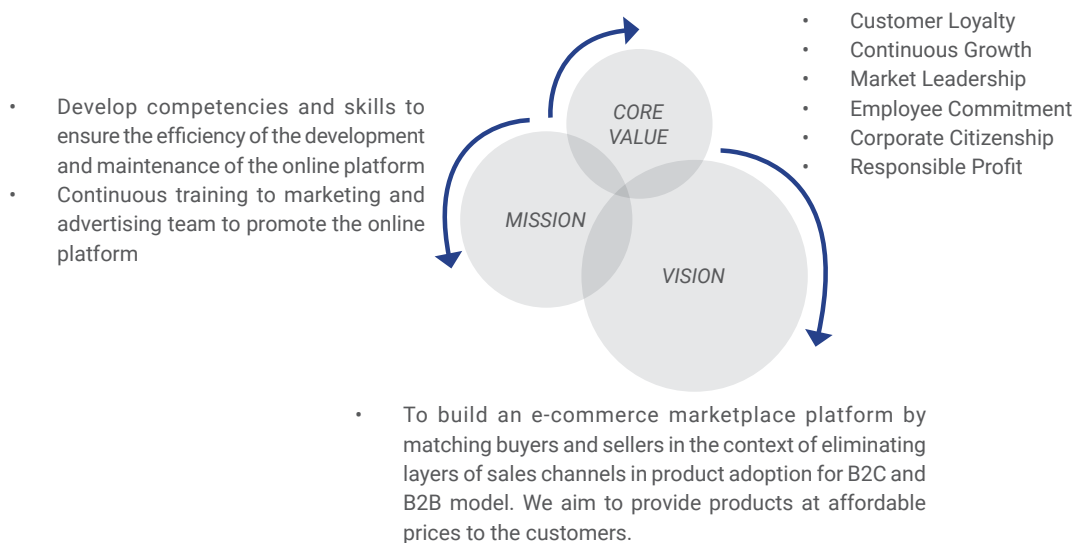 • Customer Loyalty
• Continuous Growth
• Market Leadership
• Employee Commitment
• Corporate Citizenship
• Responsible Profit
CORE
VALUE
• Develop competencies and skills to
ensure the efficiency of the development
and maintenance of the online platform
• Continuous training to marketing and
advertising team to promote the online
platform
MISSION
VISION
• To build an e-commerce marketplace platform by
matching buyers and sellers in the context of eliminating
layers of sales channels in product adoption for B2C and
B2B model. We aim to provide products at affordable
prices to the customers.